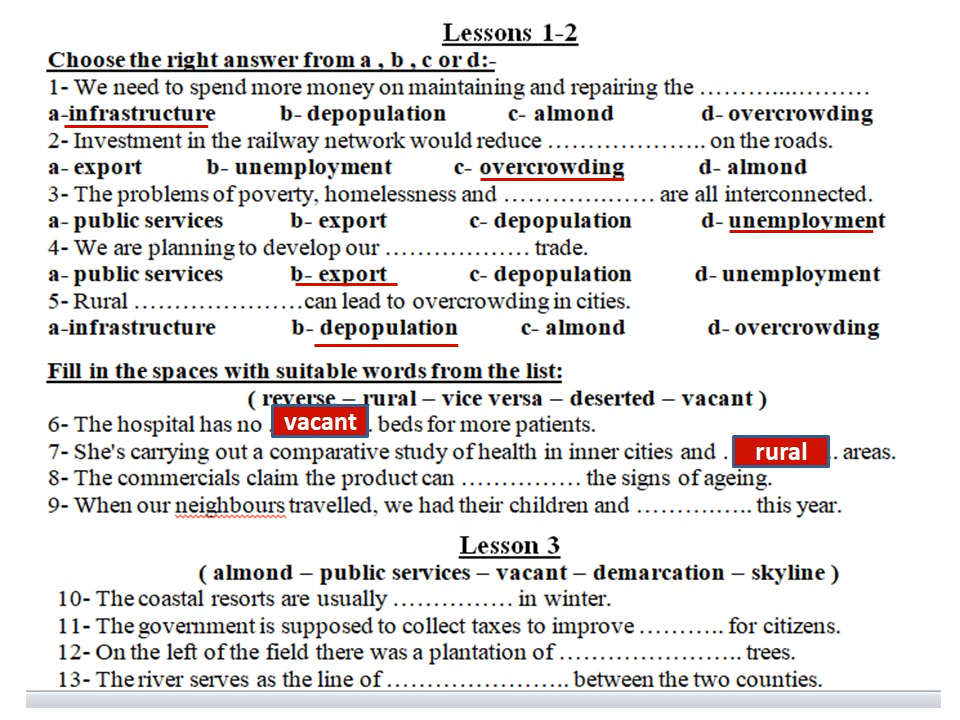 Lessons 1-2
Choose the right answer from a , b , c or d:-
1- We need to spend more money on maintaining and repairing the ………...………
a-infrastructure b- depopulation c- almond d- overcrowding
2- Investment in the railway network would reduce ……………….. on the roads.
a- export b- unemployment c- overcrowding d- almond
3- The problems of poverty, homelessness and ………….…… are all interconnected.
a- public services b- export c- depopulation d- unemployment
4- We are planning to develop our ……………… trade.
a- public services b- export c- depopulation d- unemployment
5- Rural …………………can lead to overcrowding in cities.
a-infrastructure b- depopulation c- almond d- overcrowding
Fill in the spaces with suitable words from the list:
( reverse – rural – vice versa – deserted – vacant )
6- The hospital has no . vacant . beds for more patients.
7- She's carrying out a comparative study of health in inner cities and . rural .. areas.
8- The commercials claim the product can …………… the signs of ageing.
9- When our neighbours travelled, we had their children and ……….….. this year.
Lesson 3
( almond – public services – vacant – demarcation – skyline )
10- The coastal resorts are usually …………… in winter.
11- The government is supposed to collect taxes to improve ……….. for citizens.
12- On the left of the field there was a plantation of ………………….. trees.
13- The river serves as the line of ………………….. between the two counties.